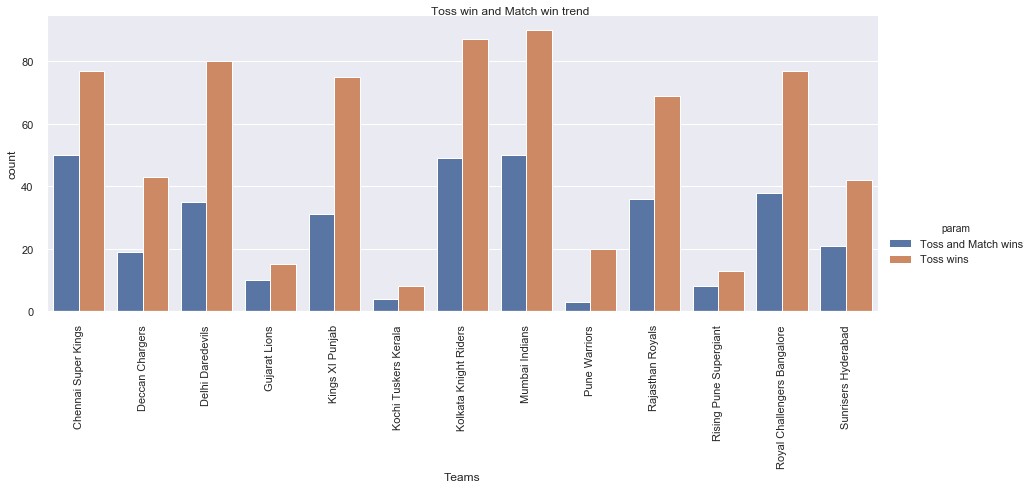 Toss win and Match win trend
count
80
60
40
20
0
Chennai Super Kings
Deccan Chargers
Delhi Daredevils
Gujarat Lions
Kings XI Punjab
Kochi Tuskers Kerala
Kolkata Knight Riders
Mumbai Indians
Pune Warriors
Rajasthan Royals
Rising Pune Supergiant
Royal Challengers Bangalore
Sunrisers Hyderabad
Teams
param
Toss and Match wins
Toss wins